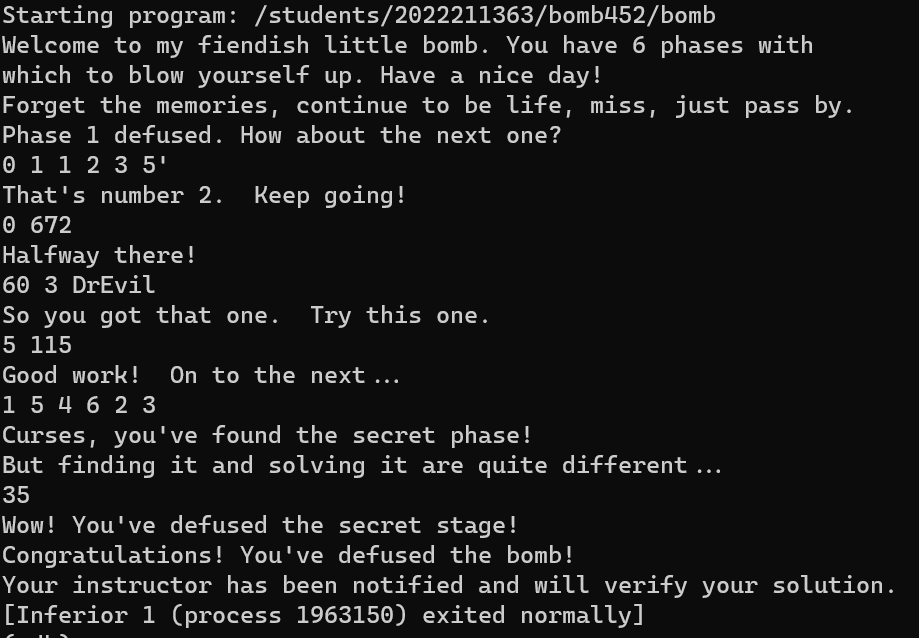 Starting program: /students/2022211363/bomb452/bomb
Welcome to my fiendish little bomb. You have 6 phases with
which to blow yourself up. Have a nice day!
Forget the memories, continue to be life, miss, just pass by.
Phase 1 defused. How about the next one?
0 1 1 2 3 5'
That's number 2.  Keep going!
0 672
Halfway there!
60 3 DrEvil
So you got that one.  Try this one.
5 115
Good work!  On to the next...
1 5 4 6 2 3
Curses, you've found the secret phase!
But finding it and solving it are quite different...
35
Wow! You've defused the secret stage!
Congratulations! You've defused the bomb!
Your instructor has been notified and will verify your solution.
[Inferior 1 (process 1963150) exited normally]